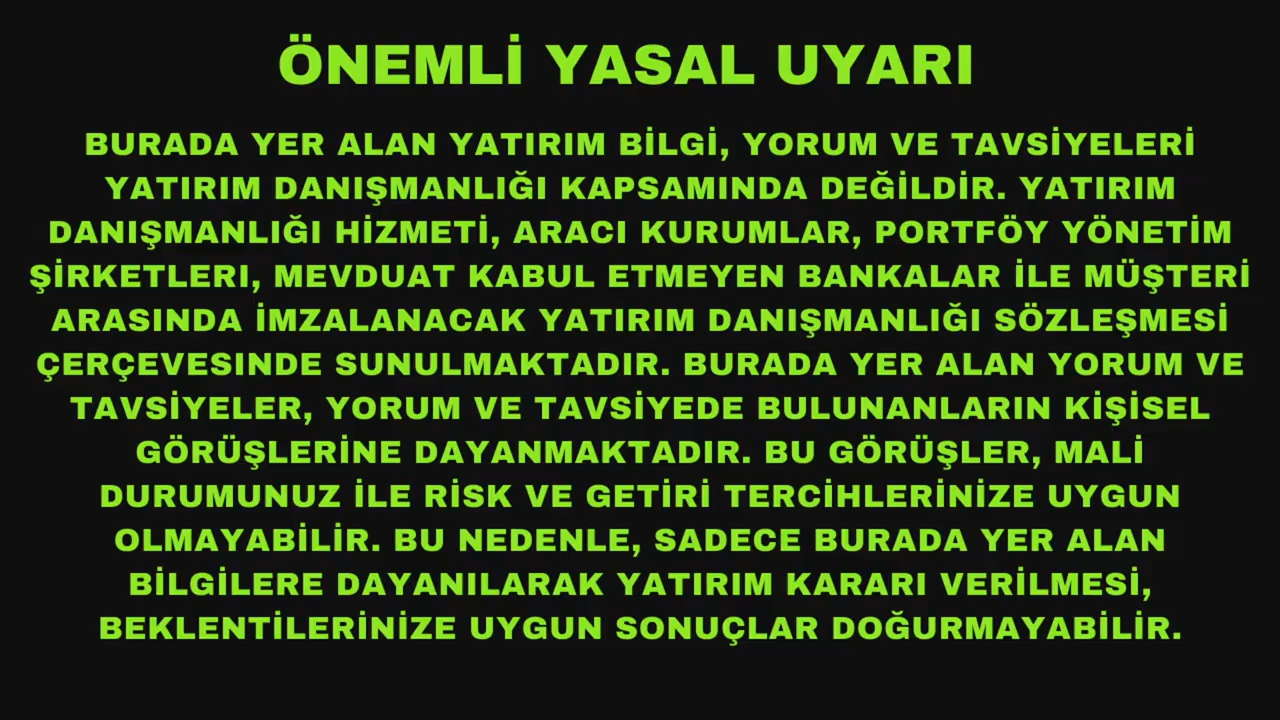 ÖNEMLİ YASAL UYARI
BURADA YER ALAN YATIRIM BİLGİ, YORUM VE TAVSİYELERİ
YATIRIM DANIŞMANLIĞI KAPSAMINDA DEĞİLDİR. YATIRIM
DANIŞMANLIĞI HİZMETİ, ARACI KURUMLAR, PORTFÖY YÖNETİM
ŞİRKETLERI, MEVDUAT KABUL ETMEYEN BANKALAR İLE MÜŞTERİ
ARASINDA İMZALANACAK YATIRIM DANIŞMANLIĞI SÖZLEŞMESİ
ÇERÇEVESINDE SUNULMAKTADIR. BURADA YER ALAN YORUM VE
TAVSİYELER, YORUM VE TAVSİYEDE BULUNANLARIN KİŞİSEL
GÖRÜŞLERİNE DAYANMAKTADIR. BU GÖRÜŞLER, MALİ
DURUMUNUZ İLE RİSK VE GETİRİ TERCİHLERİNİZE UYGUN
OLMAYABİLİR. BU NEDENLE, SADECE BURADA YER ALAN
BİLGİLERE DAYANILARAK YATIRIM KARARI VERİLMESİ,
BEKLENTİLERİNİZE UYGUN SONUÇLAR DOĞURMAYABİLİR.